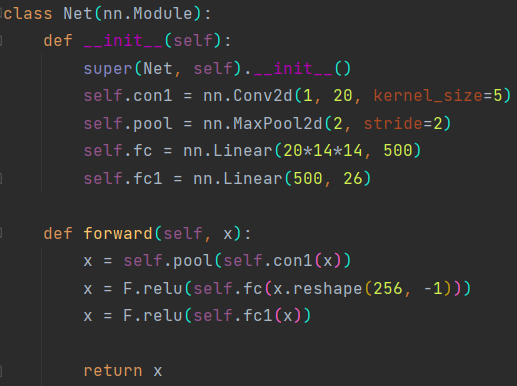 class Net(nn.Module):
    def __init__(self):
        super(Net, self).__init__()
        self.con1 = nn.Conv2d(1, 20, kernel_size=5)
        self.pool = nn.MaxPool2d(2, stride=2)
        self.fc = nn.Linear(20*14*14, 500)
        self.fc1 = nn.Linear(500, 26)

    def forward(self, x):
        x = self.pool(self.con1(x))
        x = F.relu(self.fc(x.reshape(256, -1)))
        x = F.relu(self.fc1(x))

        return x